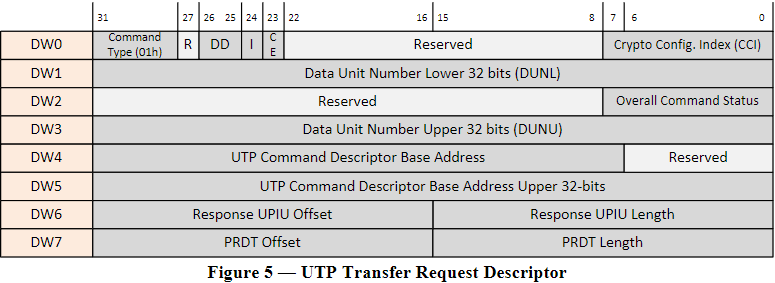 31 27 26 25 24 23 22 16 15 8 7 6 0
DW0 Command Type (01h) R DD I CE Reserved Crypto Config. Index (CCI)
DW1 Data Unit Number Lower 32 bits (DUNL)
DW2 Reserved Overall Command Status
DW3 Data Unit Number Upper 32 bits (DUNU)
DW4 UTP Command Descriptor Base Address Reserved
DW5 UTP Command Descriptor Base Address Upper 32-bits
DW6 Response UPIU Offset Response UPIU Length
DW7 PRDT Offset PRDT Length
Figure 5 — UTP Transfer Request Descriptor